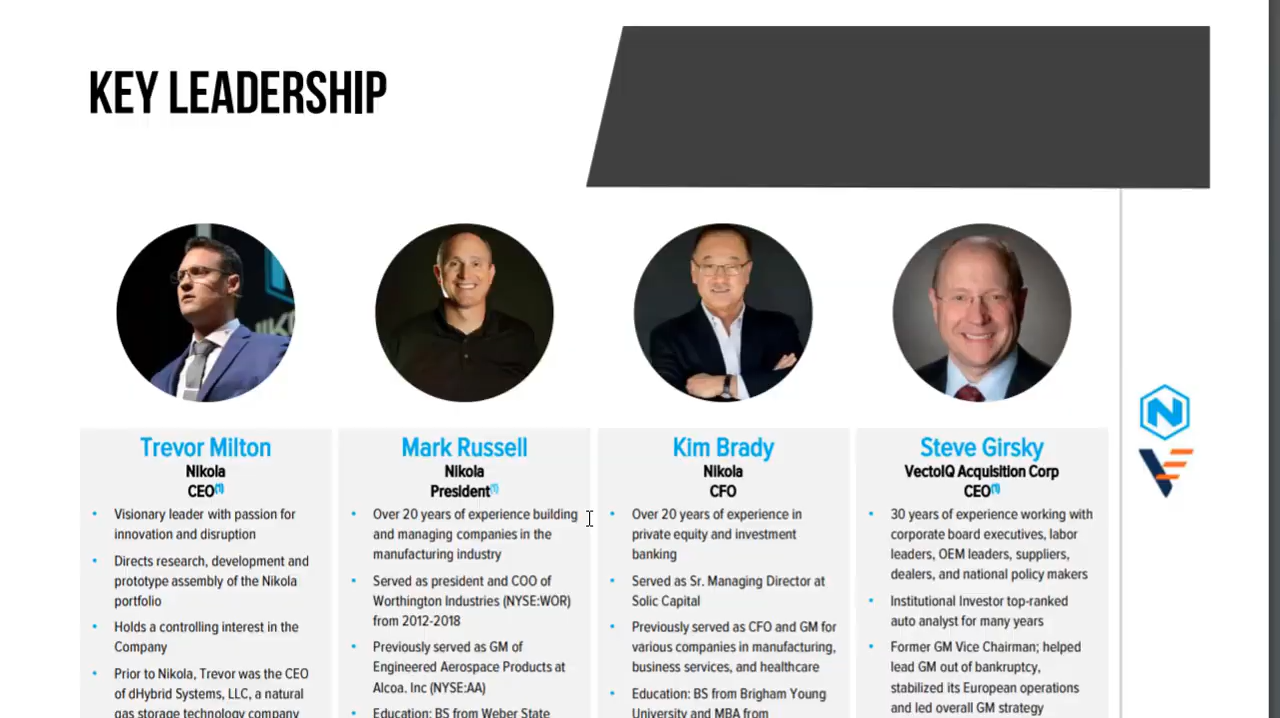 KEY LEADERSHIP
Trevor Milton
Nikola
CEO(1)
• Visionary leader with passion for
innovation and disruption
• Directs research, development and
prototype assembly of the Nikola
portfolio
• Holds a controlling interest in the
Company
• Prior to Nikola, Trevor was the CEO
of dHybrid Systems, LLC, a natural
gas storage technology company
Mark Russell
Nikola
President(1)
• Over 20 years of experience building
and managing companies in the
manufacturing industry
• Served as president and COO of
Worthington Industries (NYSE:WOR)
from 2012-2018
• Previously served as GM of
Engineered Aerospace Products at
Alcoa. Inc (NYSE:AA)
• Education: BS from Weber State
Kim Brady
Nikola
CFO
• Over 20 years of experience in
private equity and investment
banking
• Served as Sr. Managing Director at
Solic Capital
• Previously served as CFO and GM for
various companies in manufacturing,
business services, and healthcare
• Education: BS from Brigham Young
University and MBA from
Steve Girsky
VectoIQ Acquisition Corp
CEO(1)
• 30 years of experience working with
corporate board executives, labor
leaders, OEM leaders, suppliers,
dealers, and national policy makers
• Institutional Investor top-ranked
auto analyst for many years
• Former GM Vice Chairman; helped
lead GM out of bankruptcy,
stabilized its European operations
and led overall GM strategy